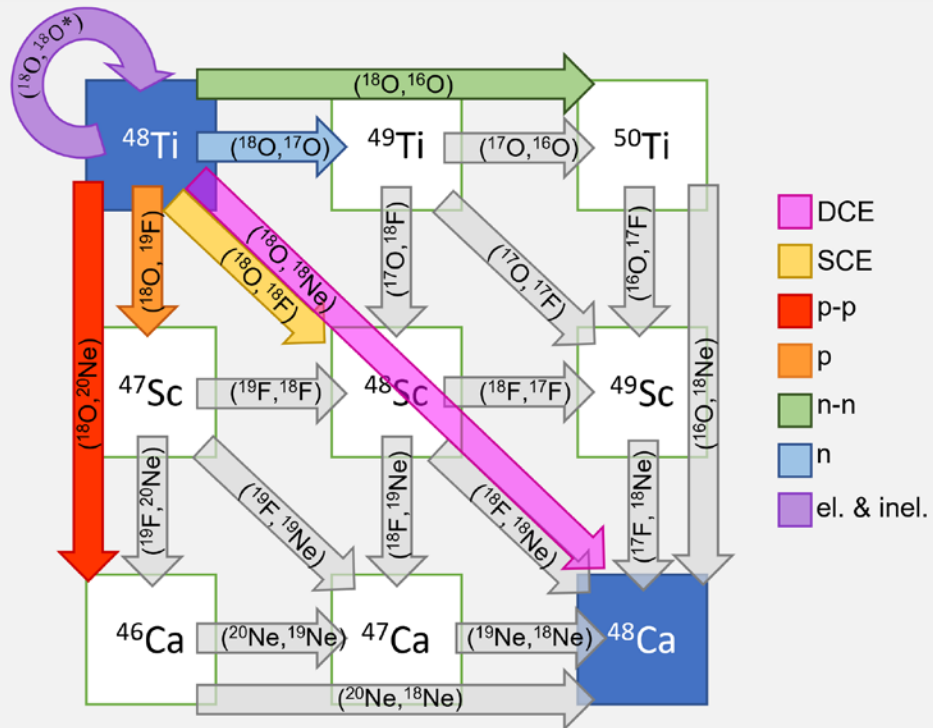 (¹⁸O, ¹⁸O*)
(¹⁸O,¹⁶O)
⁴⁸Ti
(¹⁸O,¹⁷O)
⁴⁹Ti
(¹⁷O,¹⁶O)
⁵⁰Ti
(¹⁸O,²⁰Ne)
(¹⁸O, ¹⁹F)
(¹⁸O, ¹⁸F)
(¹⁸O, ¹⁸Ne)
(¹⁷O,¹⁸F)
(¹⁷O, ¹⁷F)
(¹⁶O,¹⁷F)
(¹⁶O,¹⁸Ne)
⁴⁷Sc
(¹⁹F,¹⁸F)
⁴⁸Sc
(¹⁸F,¹⁷F)
⁴⁹Sc
(¹⁹F,²⁰Ne)
(¹⁹F, ¹⁹Ne)
(¹⁸F,¹⁹Ne)
(¹⁸F, ¹⁸Ne)
(¹⁷F, ¹⁸Ne)
⁴⁶Ca
(²⁰Ne,¹⁹Ne)
⁴⁷Ca
(¹⁹Ne,¹⁸Ne)
⁴⁸Ca
(²⁰Ne,¹⁸Ne)
DCE
SCE
p-p
p
n-n
n
el. & inel.